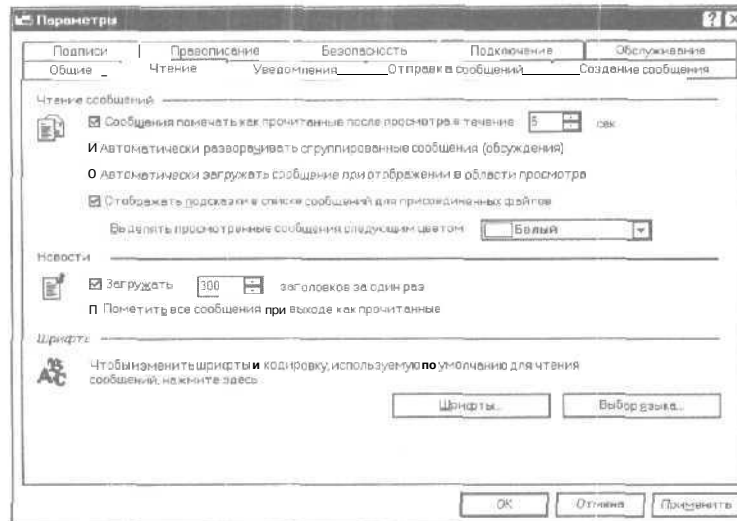 Параметры
Подписи Правописание Безопасность Подключение Обслуживание
Общие Чтение Уведомления Отправка сообщений Создание сообщения
Чтение сообщений
Сообщения помечать как прочитанные после просмотра в течение 5 сек.
И Автоматически разворачивать сгруппированные сообщения (обсуждения)
О Автоматически загружать сообщение при отображении в области просмотра
Отображать подсказки в списке сообщений для присоединенных файлов
Выделять просмотренные сообщения следующим цветом Белый
Новости
Загружать 300 заголовков за один раз
П Пометить все сообщения при выходе как прочитанные
Шрифты
Чтобы изменить шрифты и кодировку, используемую по умолчанию для чтения
сообщений, нажмите здесь.
Шрифты... Выбор языка...
ОК Отмена Применить